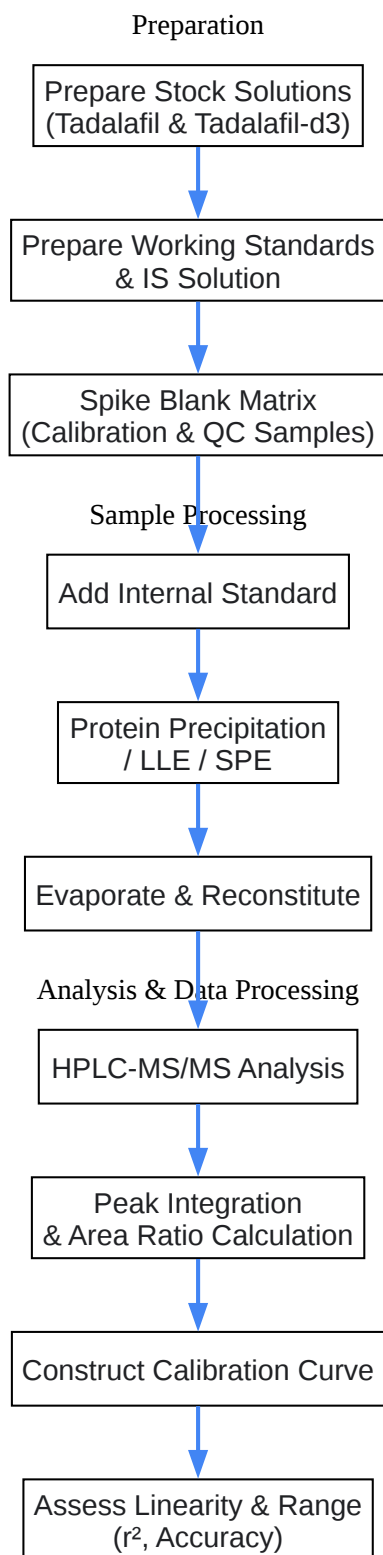 Preparation
Prepare Stock Solutions
(Tadalafil & Tadalafil-d3)
Prepare Working Standards
& IS Solution
Spike Blank Matrix
(Calibration & QC Samples)
Sample Processing
Add Internal Standard
Protein Precipitation
/ LLE / SPE
Evaporate & Reconstitute
Analysis & Data Processing
HPLC-MS/MS Analysis
Peak Integration
& Area Ratio Calculation
Construct Calibration Curve
Assess Linearity & Range
(r², Accuracy)